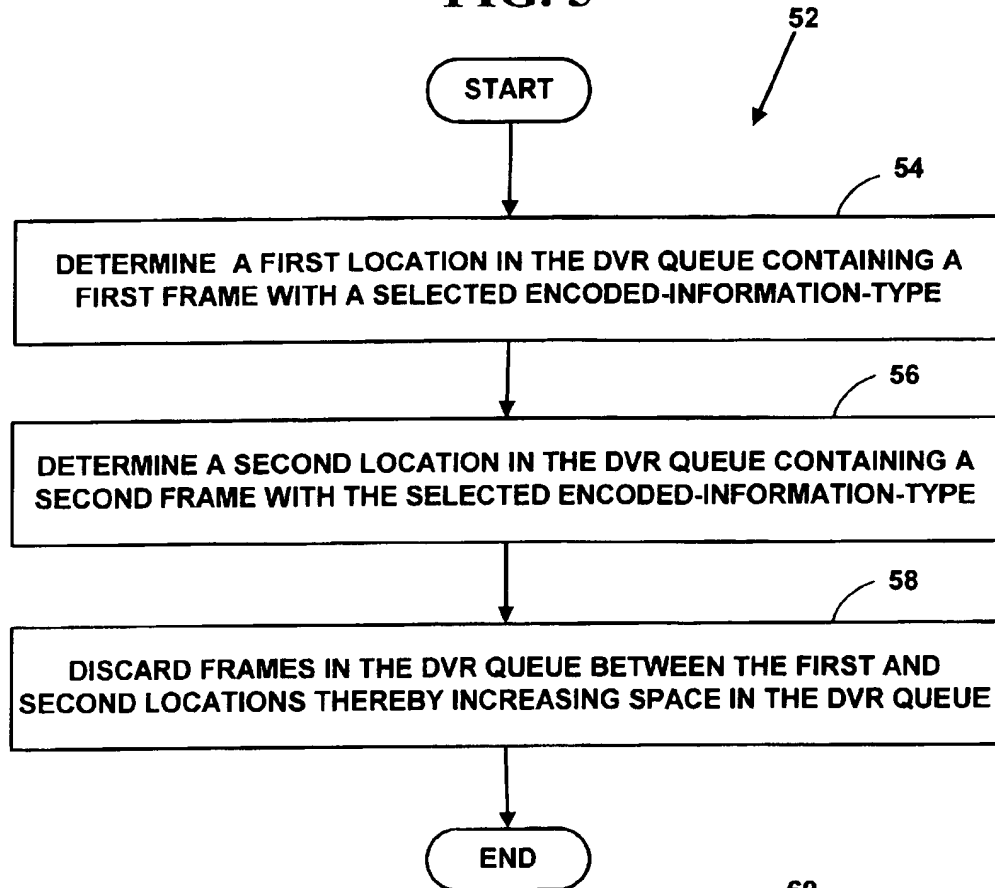 52
START
54
DETERMINE A FIRST LOCATION IN THE DVR QUEUE CONTAINING A
FIRST FRAME WITH A SELECTED ENCODED-INFORMATION-TYPE
56
DETERMINE A SECOND LOCATION IN THE DVR QUEUE CONTAINING A
SECOND FRAME WITH THE SELECTED ENCODED-INFORMATION-TYPE
58
DISCARD FRAMES IN THE DVR QUEUE BETWEEN THE FIRST AND
SECOND LOCATIONS THEREBY INCREASING SPACE IN THE DVR QUEUE
END